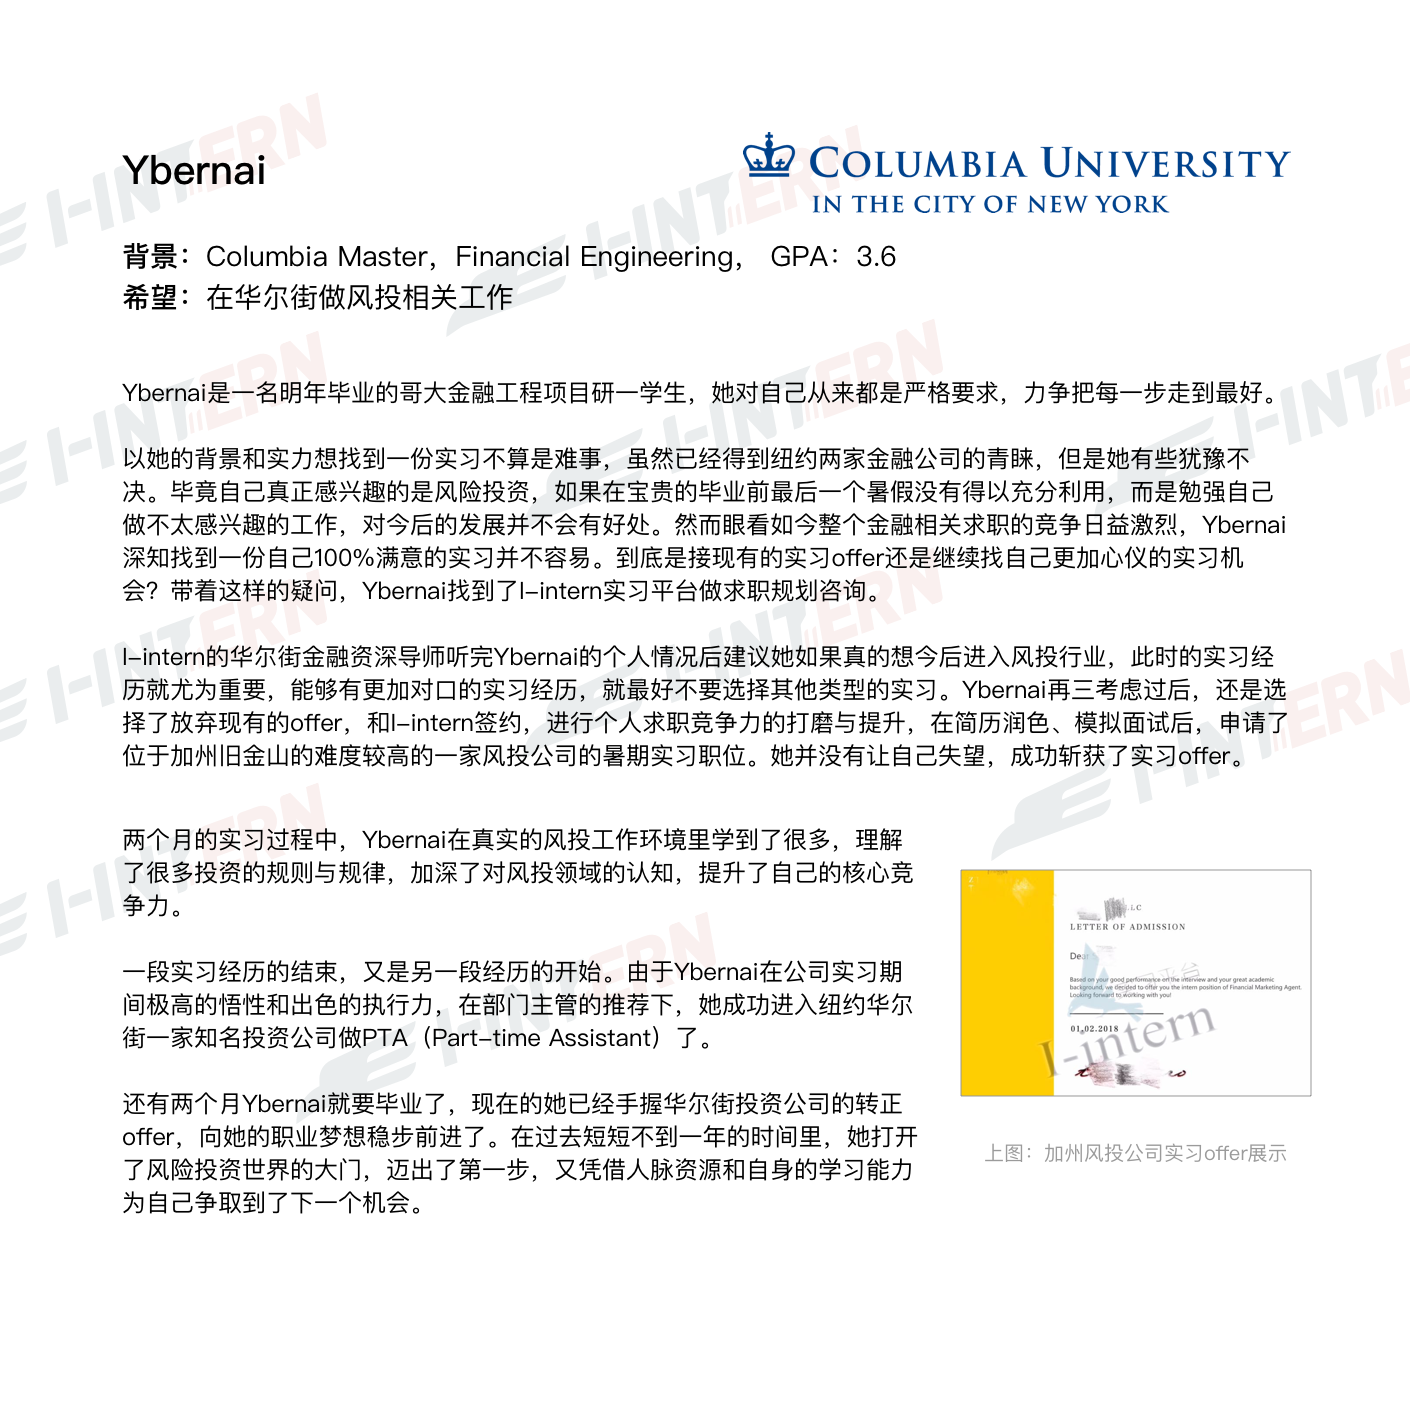 Ybernai
COLUMBIA UNIVERSITY
IN THE CITY OF NEW YORK
背景：Columbia Master，Financial Engineering， GPA：3.6
希望：在华尔街做风投相关工作
Ybernai是一名明年毕业的哥大金融工程项目研一学生，她对自己从来都是严格要求，力争把每一步走到最好。
以她的背景和实力想找到一份实习不算是难事，虽然已经得到纽约两家金融公司的青睐，但是她有些犹豫不
决。毕竟自己真正感兴趣的是风险投资，如果在宝贵的毕业前最后一个暑假没有得以充分利用，而是勉强自己
做不太感兴趣的工作，对今后的发展并不会有好处。然而眼看如今整个金融相关求职的竞争日益激烈，Ybernai
深知找到一份自己100%满意的实习并不容易。到底是接现有的实习offer还是继续找自己更加心仪的实习机
会？带着这样的疑问，Ybernai找到了I-intern实习平台做求职规划咨询。
I-intern的华尔街金融资深导师听完Ybernai的个人情况后建议她如果真的想今后进入风投行业，此时的实习经
历就尤为重要，能够有更加对口的实习经历，就最好不要选择其他类型的实习。Ybernai再三考虑过后，还是选
择了放弃现有的offer，和I-intern签约，进行个人求职竞争力的打磨与提升，在简历润色、模拟面试后，申请了
位于加州旧金山的难度较高的一家风投公司的暑期实习职位。她并没有让自己失望，成功斩获了实习offer。
两个月的实习过程中，Ybernai在真实的风投工作环境里学到了很多，理解
了很多投资的规则与规律，加深了对风投领域的认知，提升了自己的核心竞
争力。
一段实习经历的结束，又是另一段经历的开始。由于Ybernai在公司实习期
间极高的悟性和出色的执行力，在部门主管的推荐下，她成功进入纽约华尔
街一家知名投资公司做PTA（Part-time Assistant）了。
还有两个月Ybernai就要毕业了，现在的她已经手握华尔街投资公司的转正
offer，向她的职业梦想稳步前进了。在过去短短不到一年的时间里，她打开
了风险投资世界的大门，迈出了第一步，又凭借人脉资源和自身的学习能力
为自己争取到了下一个机会。
LLC
LETTER OF ADMISSION
Dear
Based on your good performance on the interview and your great academic
background, we decided to offer you the intern position of Financial Marketing Agent.
Looking forward to working with you!
01.02.2018
I-intern
上图：加州风投公司实习offer展示
I-INTERN
I-INTERN
I-INTERN
I-INTERN
I-INTERN
I-INTERN
I-INTERN
I-INTERN
I-INTERN
I-INTERN